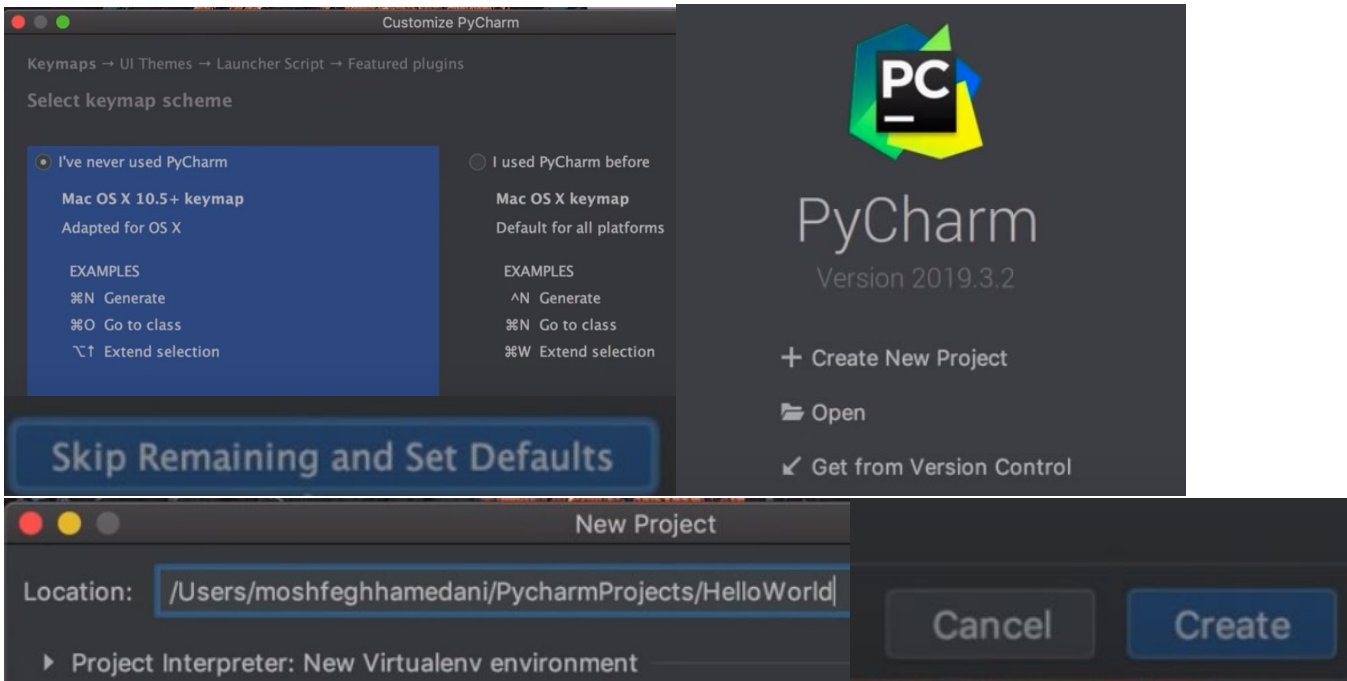 Customize PyCharm
Keymaps → UI Themes → Launcher Script → Featured plugins
Select keymap scheme
I've never used PyCharm
Mac OS X 10.5+ keymap
Adapted for OS X
EXAMPLES
⌘N Generate
⌘O Go to class
⌥↑ Extend selection
I used PyCharm before
Mac OS X keymap
Default for all platforms
EXAMPLES
^N Generate
⌘N Go to class
⌘W Extend selection
Skip Remaining and Set Defaults
PC
PyCharm
Version 2019.3.2
Create New Project
Open
Get from Version Control
New Project
Location: /Users/moshfeghhamedani/PycharmProjects/HelloWorld
Project Interpreter: New Virtualenv environment
Cancel Create